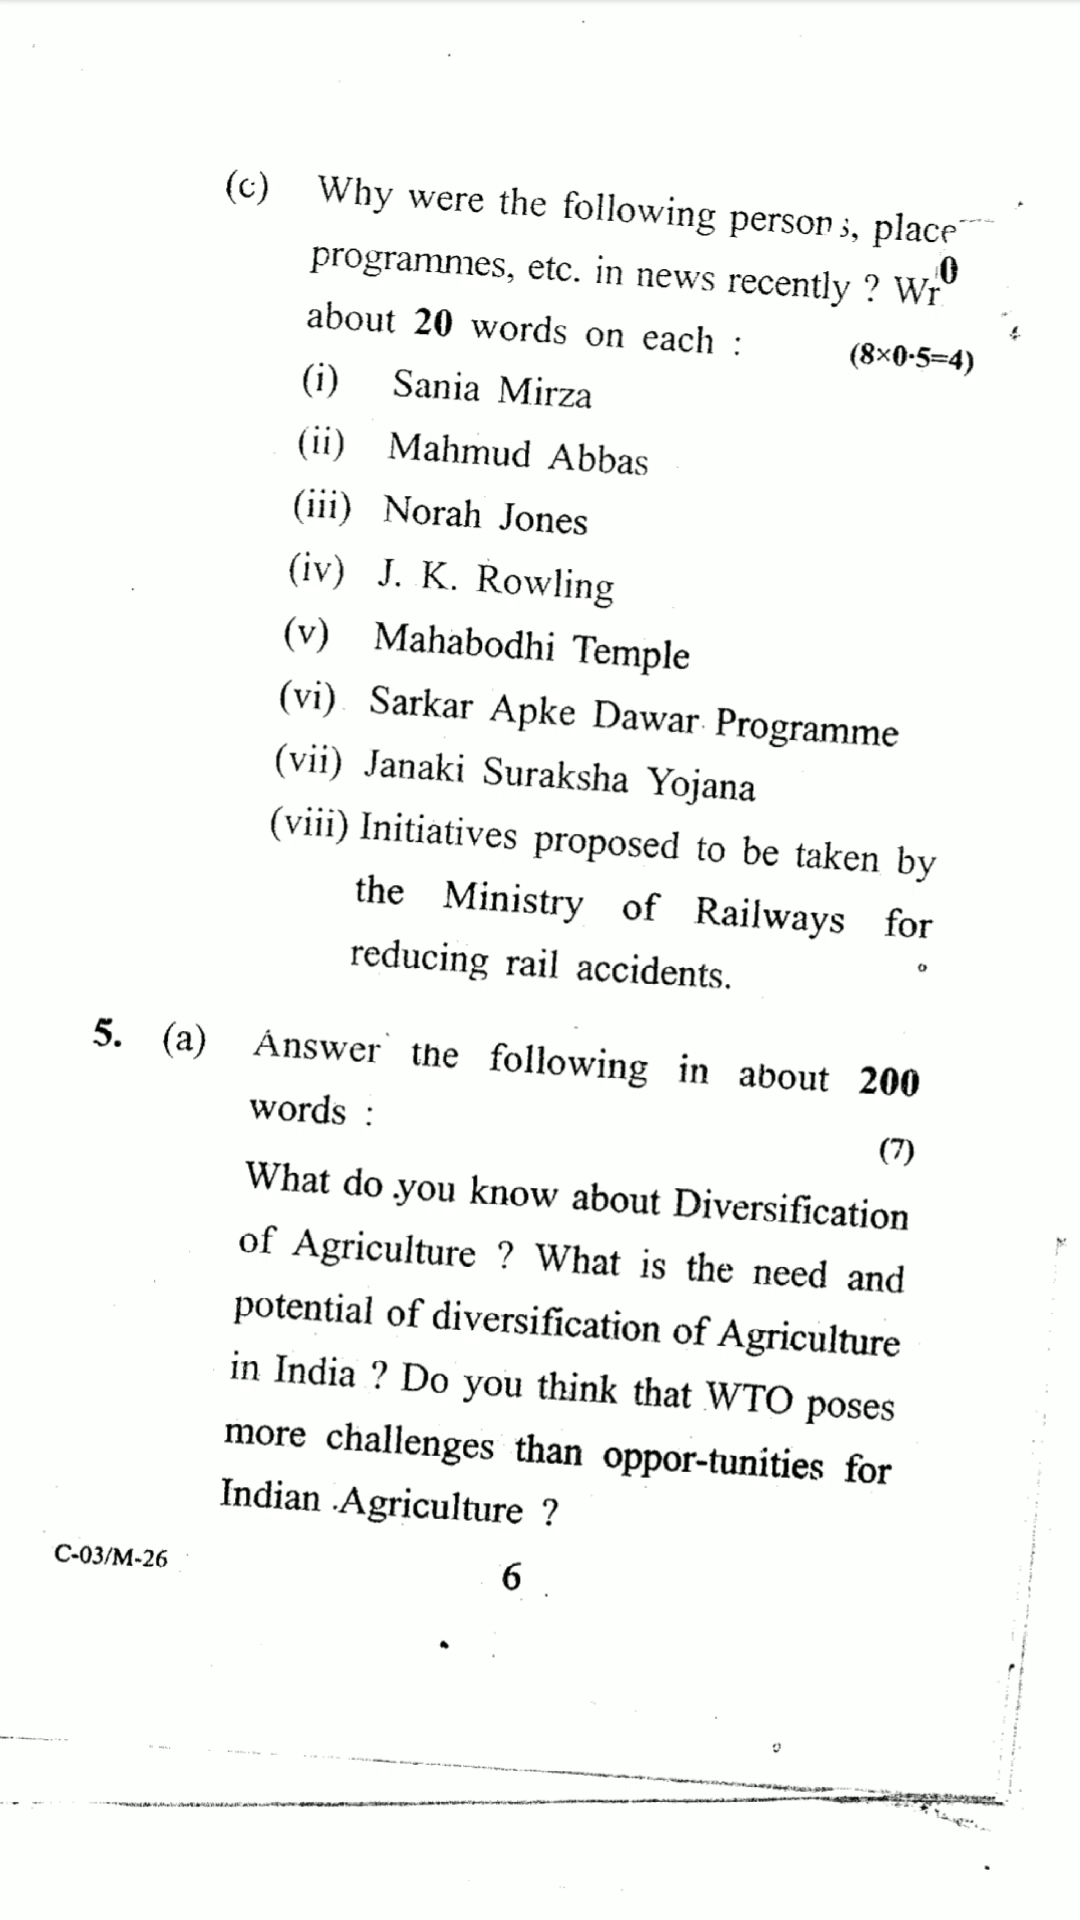 (c) Why were the following persons, place
programmes, etc. in news recently ? Wr
about 20 words on each : (8×0·5=4)
(i) Sania Mirza
(ii) Mahmud Abbas
(iii) Norah Jones
(iv) J. K. Rowling
(v) Mahabodhi Temple
(vi) Sarkar Apke Dawar Programme
(vii) Janaki Suraksha Yojana
(viii) Initiatives proposed to be taken by
the Ministry of Railways for
reducing rail accidents.
5. (a) Answer the following in about 200
words : (7)
What do you know about Diversification
of Agriculture ? What is the need and
potential of diversification of Agriculture
in India ? Do you think that WTO poses
more challenges than oppor-tunities for
Indian Agriculture ?
C-03/M-26 6